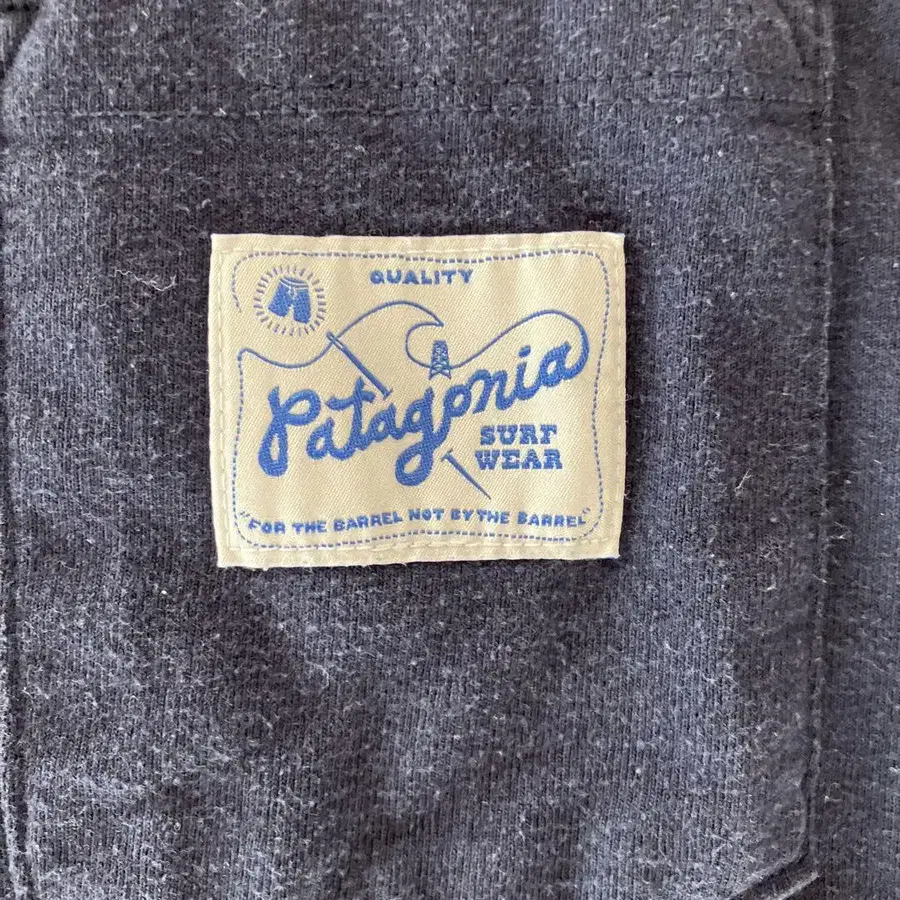 QUALITY
Patagonia
SURF
WEAR
"FOR THE BARREL NOT BY THE BARREL"